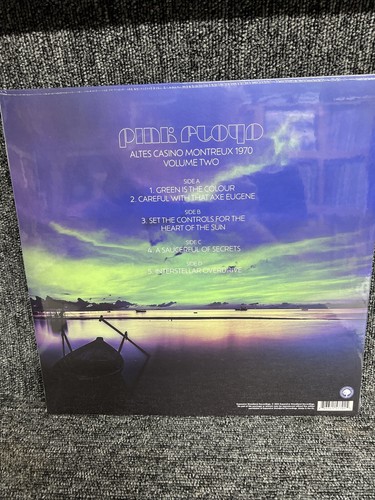 PINK FLOYD
ALTES CASINO MONTREUX 1970
VOLUME TWO
SIDE A
1. GREEN IS THE COLOUR
2. CAREFUL WITH THAT AXE EUGENE
SIDE B
3. SET THE CONTROLS FOR THE
HEART OF THE SUN
SIDE C
4. A SAUCERFUL OF SECRETS
SIDE D
5. INTERSTELLAR OVERDRIVE